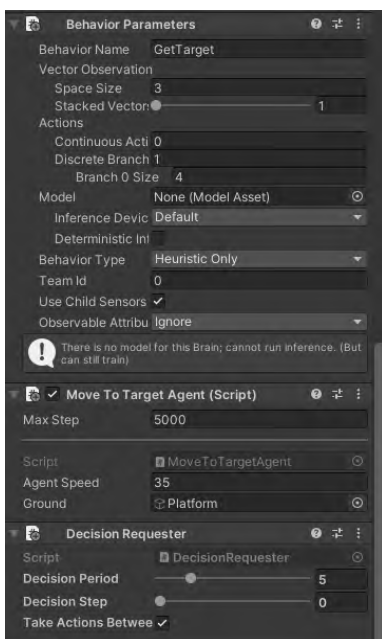 Behavior Parameters
Behavior Name GetTarget
Vector Observation
Space Size 3
Stacked Vector: 1
Actions
Continuous Acti 0
Discrete Branch 1
Branch 0 Size 4
Model None (Model Asset)
Inference Devic Default
Deterministic Inf
Behavior Type Heuristic Only
Team Id 0
Use Child Sensors
Observable Attribu Ignore
There is no model for this Brain; cannot run inference. (But
can still train)
Move To Target Agent (Script)
Max Step 5000
Script MoveToTargetAgent
Agent Speed 35
Ground Platform
Decision Requester
Script DecisionRequester
Decision Period 5
Decision Step 0
Take Actions Betwee